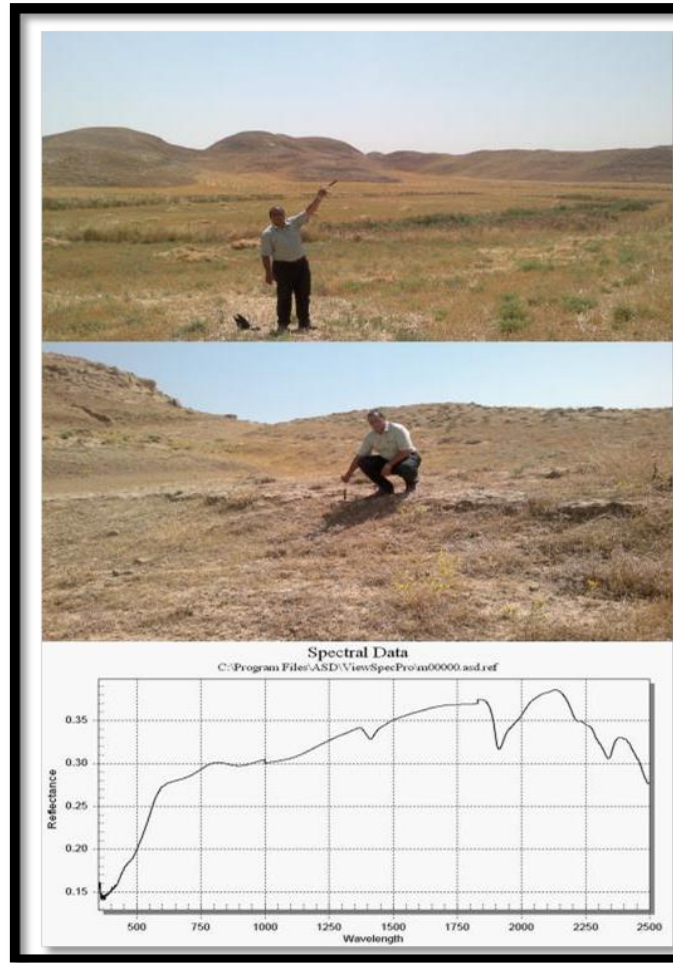 Spectral Data
C:\Program Files\ASD\ViewSpecPro\m00000.asd.ref
Reflectance
0.35
0.30
0.25
0.20
0.15
500 750 1000 1250 1500 1750 2000 2250 2500
Wavelength